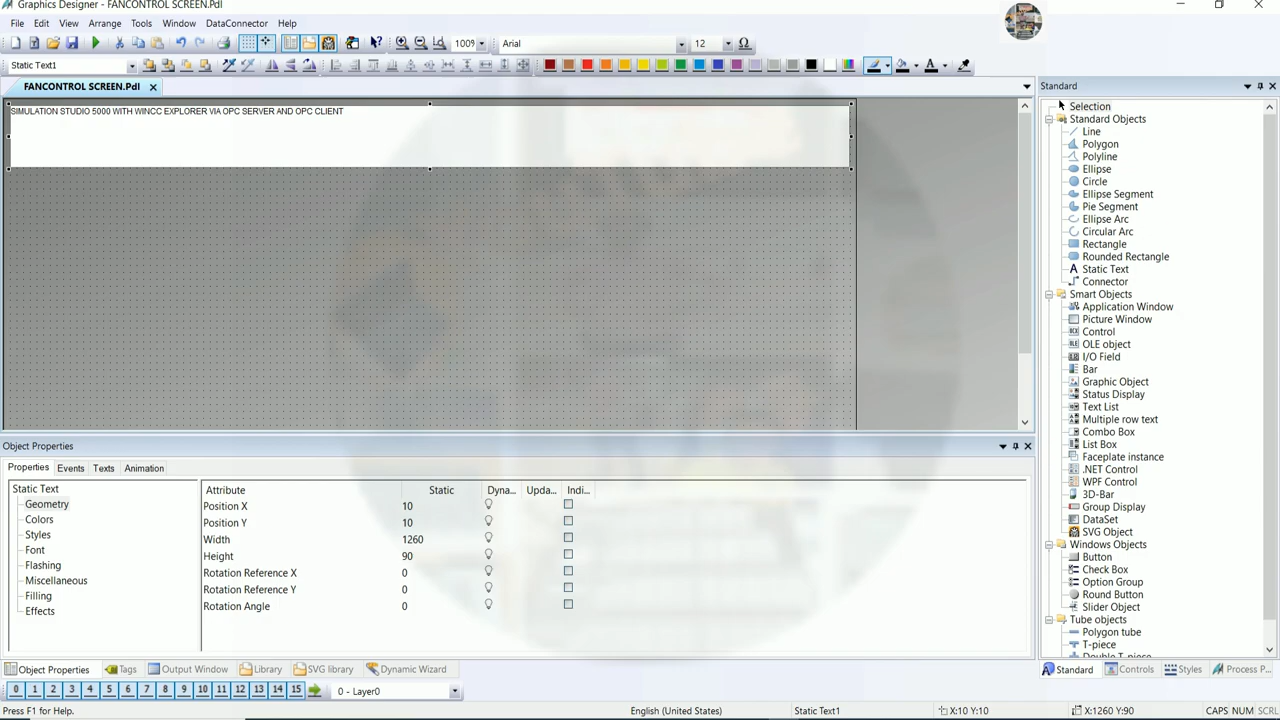 Graphics Designer - FANCONTROL SCREEN.Pdl
File Edit View Arrange Tools Window DataConnector Help
100% Arial 12
Static Text1
FANCONTROL SCREEN.Pdl
SIMULATION STUDIO 5000 WITH WINCC EXPLORER VIA OPC SERVER AND OPC CLIENT
Object Properties
Properties Events Texts Animation
Static Text
Geometry
Colors
Styles
Font
Flashing
Miscellaneous
Filling
Effects
Attribute Static Dyna... Upda... Indi...
Position X 10
Position Y 10
Width 1260
Height 90
Rotation Reference X 0
Rotation Reference Y 0
Rotation Angle 0
Standard
Selection
Standard Objects
Line
Polygon
Polyline
Ellipse
Circle
Ellipse Segment
Pie Segment
Ellipse Arc
Circular Arc
Rectangle
Rounded Rectangle
Static Text
Connector
Smart Objects
Application Window
Picture Window
Control
OLE object
I/O Field
Bar
Graphic Object
Status Display
Text List
Multiple row text
Combo Box
List Box
Faceplate instance
.NET Control
WPF Control
3D-Bar
Group Display
DataSet
SVG Object
Windows Objects
Button
Check Box
Option Group
Round Button
Slider Object
Tube objects
Polygon tube
T-piece
Double T-piece
Object Properties Tags Output Window Library SVG library Dynamic Wizard
Standard Controls Styles Process P...
0 1 2 3 4 5 6 7 8 9 10 11 12 13 14 15 0 - Layer0
Press F1 for Help. English (United States) Static Text1 X:10 Y:10 X:1260 Y:90 CAPS NUM SCRL